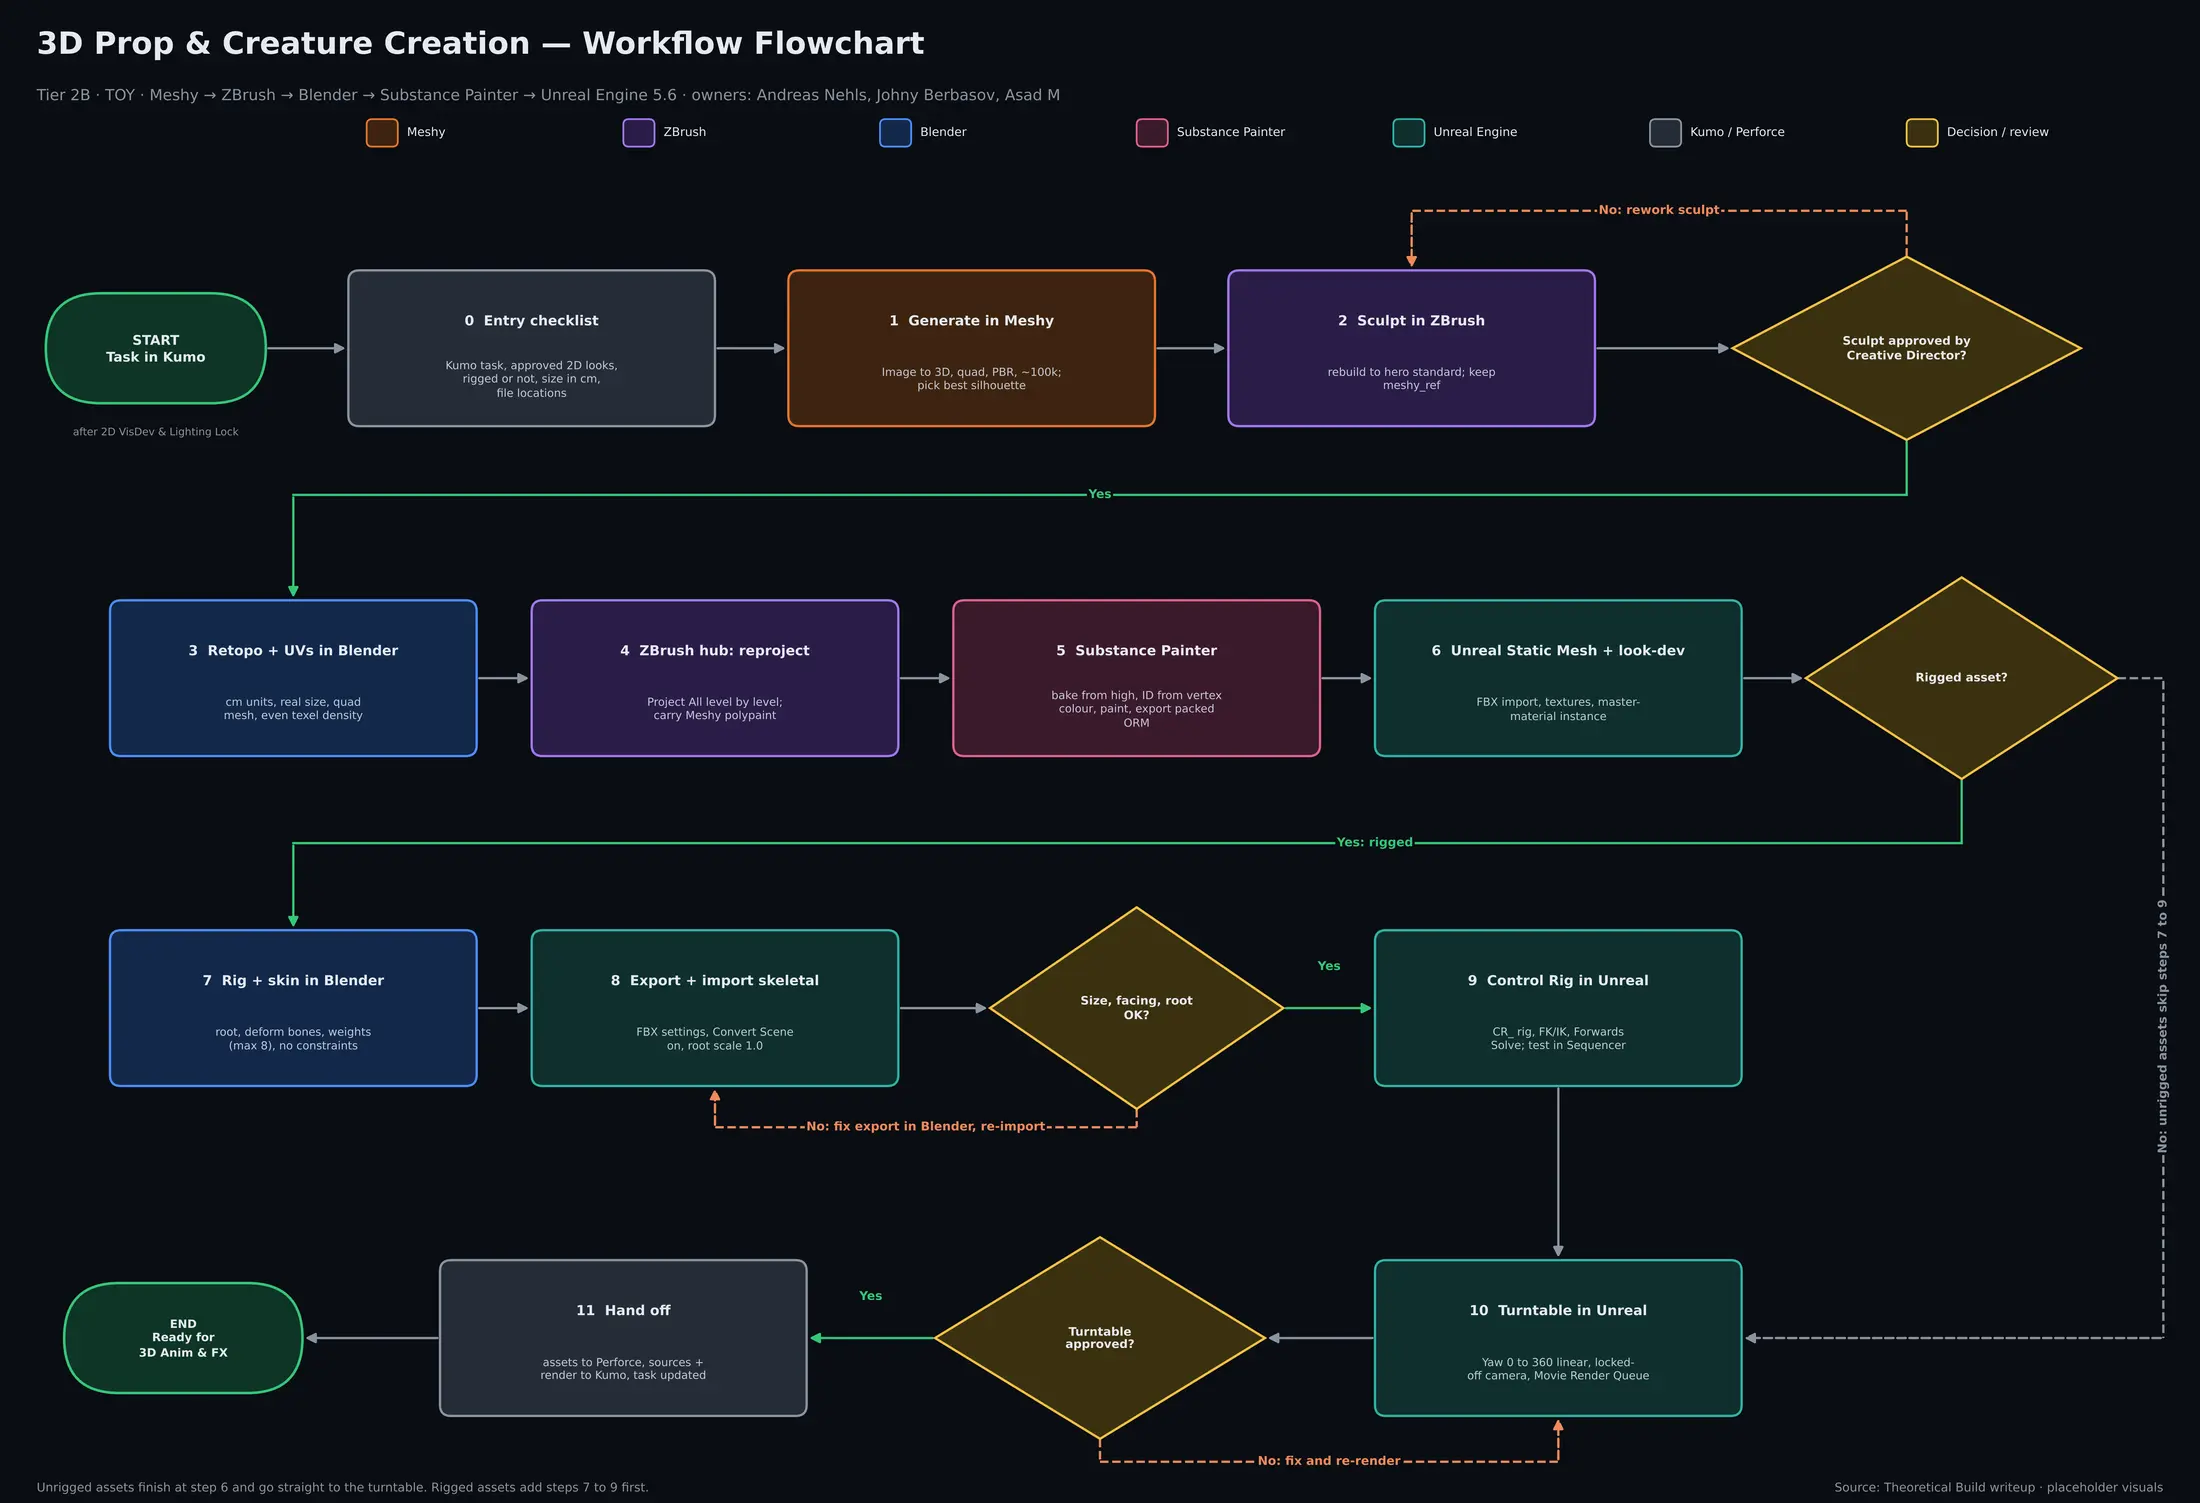 3D Prop & Creature Creation — Workflow Flowchart
Tier 2B · TOY · Meshy → ZBrush → Blender → Substance Painter → Unreal Engine 5.6 · owners: Andreas Nehls, Johny Berbasov, Asad M
Meshy
ZBrush
Blender
Substance Painter
Unreal Engine
Kumo / Perforce
Decision / review
No: rework sculpt
START
Task in Kumo
after 2D VisDev & Lighting Lock
0 Entry checklist
Kumo task, approved 2D looks,
rigged or not, size in cm,
file locations
1 Generate in Meshy
Image to 3D, quad, PBR, ~100k;
pick best silhouette
2 Sculpt in ZBrush
rebuild to hero standard; keep
meshy_ref
Sculpt approved by
Creative Director?
Yes
3 Retopo + UVs in Blender
cm units, real size, quad
mesh, even texel density
4 ZBrush hub: reproject
Project All level by level;
carry Meshy polypaint
5 Substance Painter
bake from high, ID from vertex
colour, paint, export packed
ORM
6 Unreal Static Mesh + look-dev
FBX import, textures, master-
material instance
Rigged asset?
Yes: rigged
No: unrigged assets skip steps 7 to 9
7 Rig + skin in Blender
root, deform bones, weights
(max 8), no constraints
8 Export + import skeletal
FBX settings, Convert Scene
on, root scale 1.0
Size, facing, root
OK?
Yes
No: fix export in Blender, re-import
9 Control Rig in Unreal
CR_ rig, FK/IK, Forwards
Solve; test in Sequencer
END
Ready for
3D Anim & FX
11 Hand off
assets to Perforce, sources +
render to Kumo, task updated
Yes
Turntable
approved?
10 Turntable in Unreal
Yaw 0 to 360 linear, locked-
off camera, Movie Render Queue
No: fix and re-render
Unrigged assets finish at step 6 and go straight to the turntable. Rigged assets add steps 7 to 9 first.
Source: Theoretical Build writeup · placeholder visuals